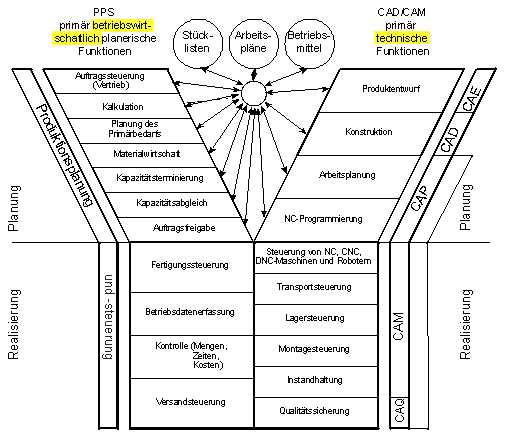 PPS
primär betriebswirt-
schaftlich planerische
Funktionen
Stück-
listen
Arbeits-
pläne
Betriebs-
mittel
CAD/CAM
primär
technische
Funktionen
Auftragssteuerung
(Vertrieb)
Kalkulation
Planung des
Primärbedarfs
Materialwirtschaft
Kapazitätsterminierung
Kapazitätsabgleich
Auftragsfreigabe
Produktentwurf
Konstruktion
Arbeitsplanung
NC-Programmierung
Produktionsplanung
CAE
CAD
CAP
Planung
Planung
Fertigungssteuerung
Betriebsdatenerfassung
Kontrolle (Mengen,
Zeiten,
Kosten)
Versandsteuerung
Steuerung von NC, CNC,
DNC-Maschinen und Robotern
Transportsteuerung
Lagersteuerung
Montagesteuerung
Instandhaltung
Qualitätssicherung
und -steuerung
CAM
CAQ
Realisierung
Realisierung